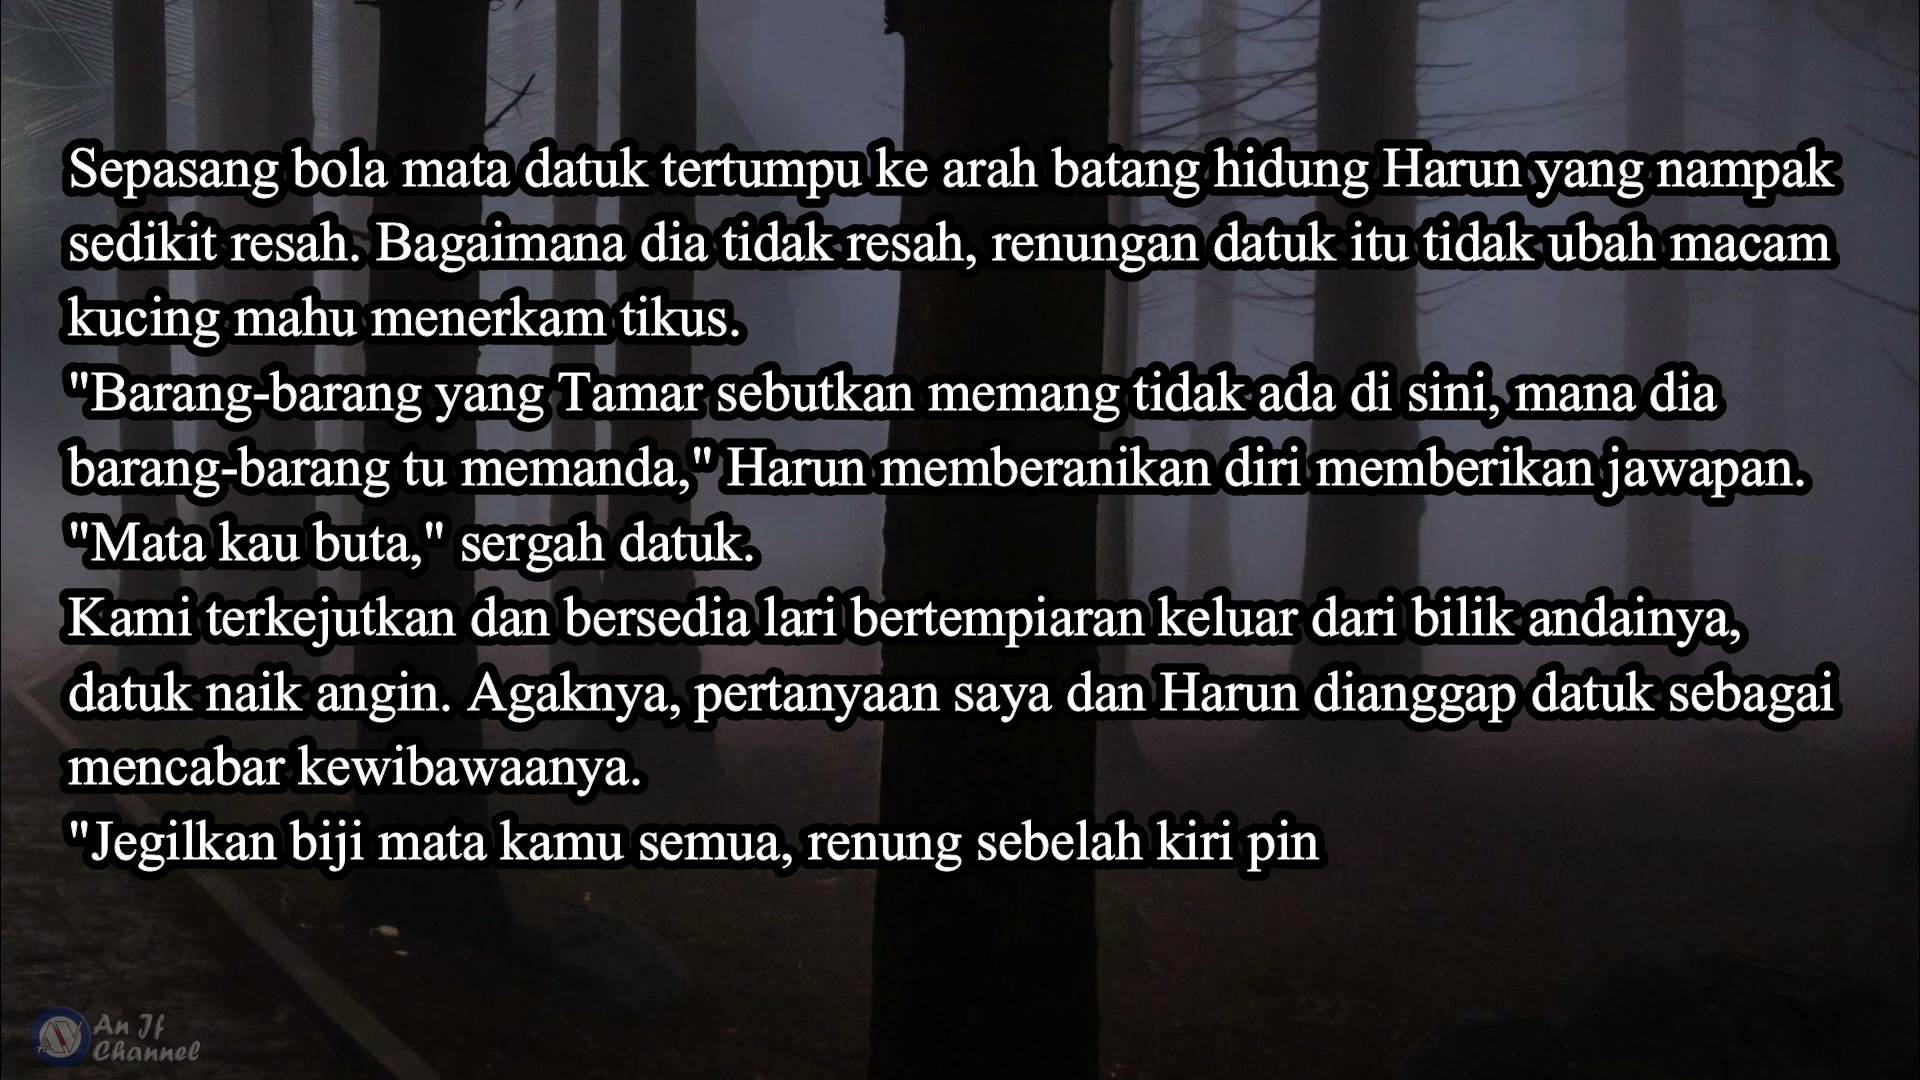 Sepasang bola mata datuk tertumpu ke arah batang hidung Harun yang nampak
sedikit resah. Bagaimana dia tidak resah, renungan datuk itu tidak ubah macam
kucing mahu menerkam tikus.
"Barang-barang yang Tamar sebutkan memang tidak ada di sini, mana dia
barang-barang tu memanda," Harun memberanikan diri memberikan jawapan.
"Mata kau buta," sergah datuk.
Kami terkejutkan dan bersedia lari bertempiaran keluar dari bilik andainya,
datuk naik angin. Agaknya, pertanyaan saya dan Harun dianggap datuk sebagai
mencabar kewibawaanya.
"Jegilkan biji mata kamu semua, renung sebelah kiri pin
An Jf
Channel